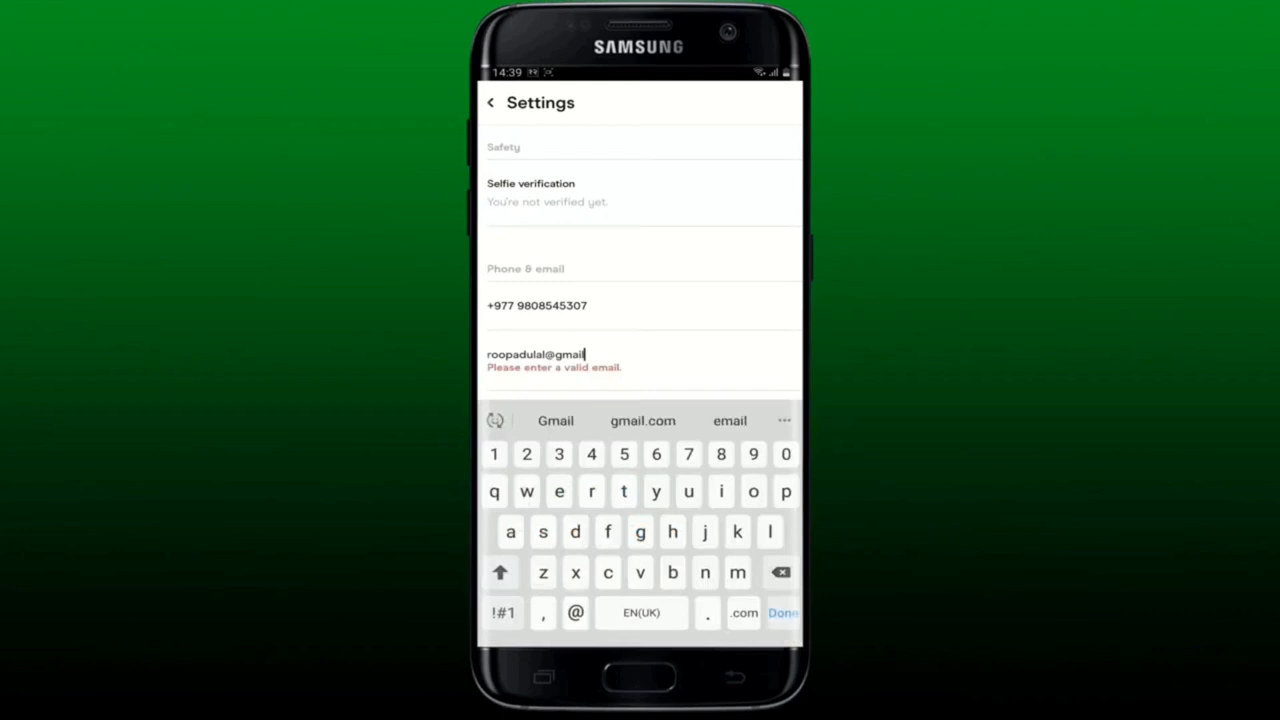 SAMSUNG
14:39
Settings
Safety
Selfie verification
You're not verified yet.
Phone & email
+977 9808545307
roopadulal@gmail
Please enter a valid email.
Gmail gmail.com email ...
1 2 3 4 5 6 7 8 9 0
q w e r t y u i o p
a s d f g h j k l
z x c v b n m
!#1 , @ EN(UK) . .com Done